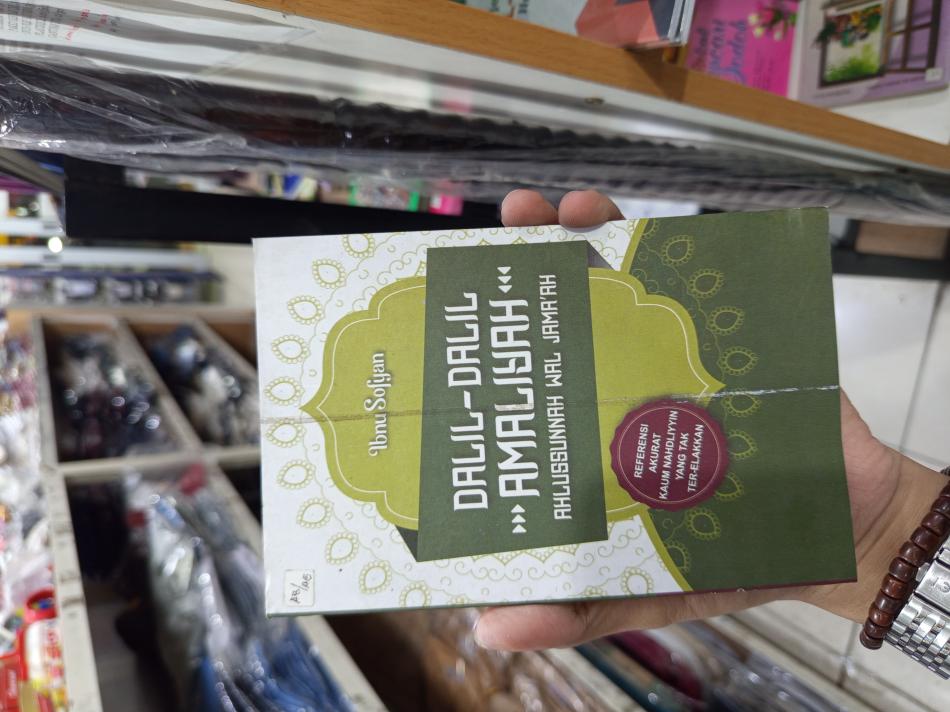 Ibnu Sofyan
DALIL-DALIL
AMALIYAH
AHLUSSUNNAH WAL JAMA'AH
REFERENSI
AKURAT
KAUM NAHDLIYYIN
YANG TAK
TER-ELAKKAN